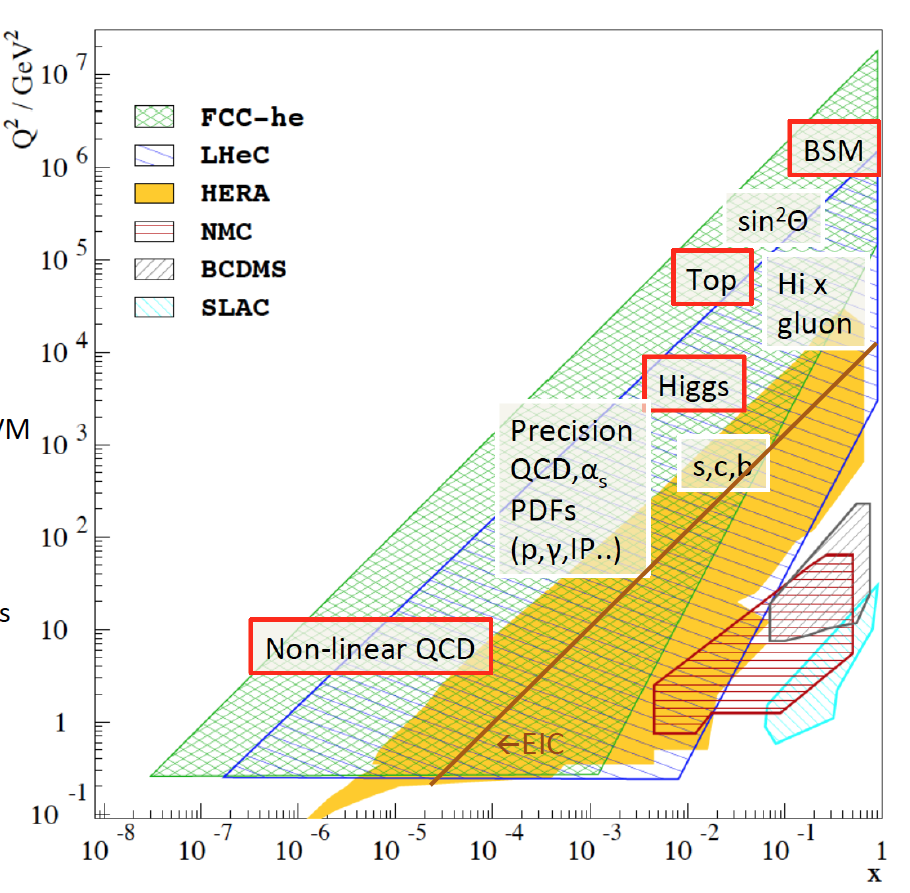 Q² / GeV²
10⁷
10⁶
10⁵
10⁴
10³
10²
10
1
10⁻¹
FCC-he
LHeC
HERA
NMC
BCDMS
SLAC
BSM
sin²Θ
Top
Hi x
gluon
Higgs
Precision
QCD,αₛ
PDFs
(p,γ,IP..)
s,c,b
Non-linear QCD
←EIC
/M
s
10⁻⁸ 10⁻⁷ 10⁻⁶ 10⁻⁵ 10⁻⁴ 10⁻³ 10⁻² 10⁻¹ 1
x